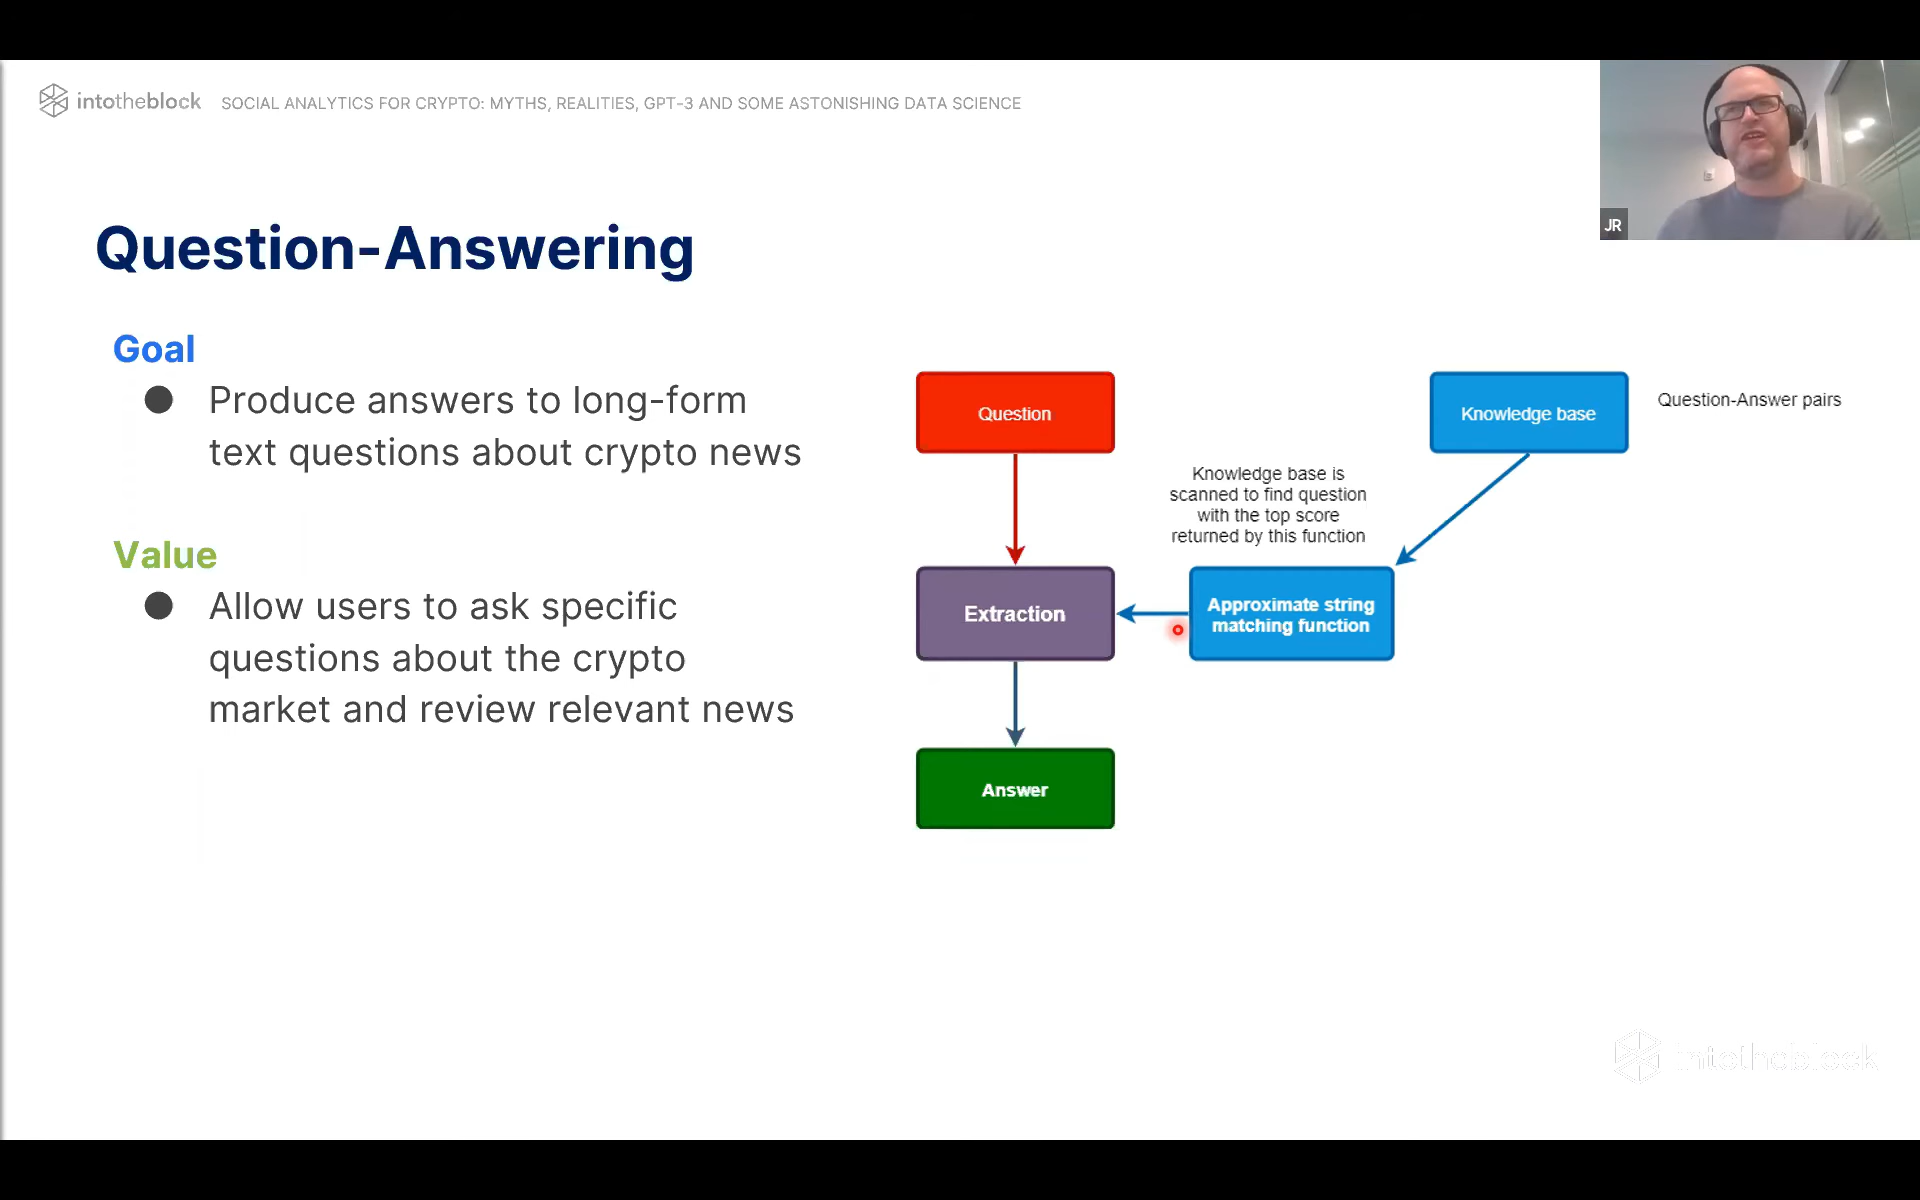 intotheblock SOCIAL ANALYTICS FOR CRYPTO: MYTHS, REALITIES, GPT-3 AND SOME ASTONISHING DATA SCIENCE
JR
Question-Answering
Goal
● Produce answers to long-form
text questions about crypto news
Value
● Allow users to ask specific
questions about the crypto
market and review relevant news
Question
Knowledge base
Question-Answer pairs
Knowledge base is
scanned to find question
with the top score
returned by this function
Extraction
Approximate string
matching function
Answer
intotheblock